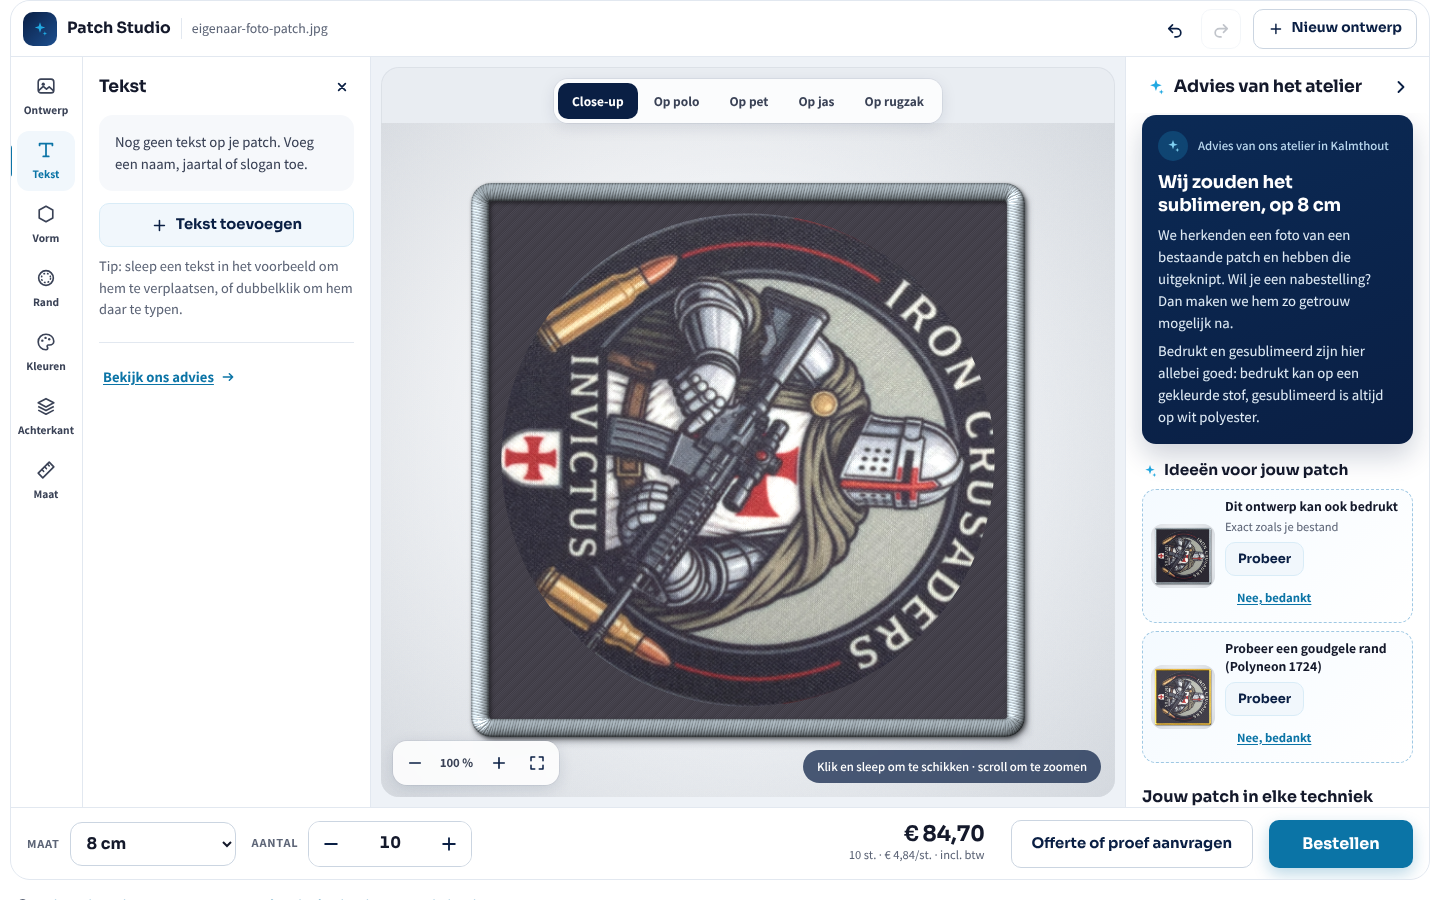 Patch Studio
eigenaar-foto-patch.jpg
Nieuw ontwerp
Ontwerp
Tekst
Vorm
Rand
Kleuren
Achterkant
Maat
Tekst
Nog geen tekst op je patch. Voeg
een naam, jaartal of slogan toe.
Tekst toevoegen
Tip: sleep een tekst in het voorbeeld om
hem te verplaatsen, of dubbelklik om hem
daar te typen.
Bekijk ons advies
Close-up
Op polo
Op pet
Op jas
Op rugzak
IRON CRUSADERS
INVICTUS
100 %
Klik en sleep om te schikken · scroll om te zoomen
Advies van het atelier
Advies van ons atelier in Kalmthout
Wij zouden het
sublimeren, op 8 cm
We herkenden een foto van een
bestaande patch en hebben die
uitgeknipt. Wil je een nabestelling?
Dan maken we hem zo getrouw
mogelijk na.
Bedrukt en gesublimeerd zijn hier
allebei goed: bedrukt kan op een
gekleurde stof, gesublimeerd is altijd
op wit polyester.
Ideeën voor jouw patch
Dit ontwerp kan ook bedrukt
Exact zoals je bestand
Probeer
Nee, bedankt
Probeer een goudgele rand
(Polyneon 1724)
Probeer
Nee, bedankt
Jouw patch in elke techniek
MAAT
8 cm
AANTAL
10
€ 84,70
10 st. · € 4,84/st. · incl. btw
Offerte of proef aanvragen
Bestellen